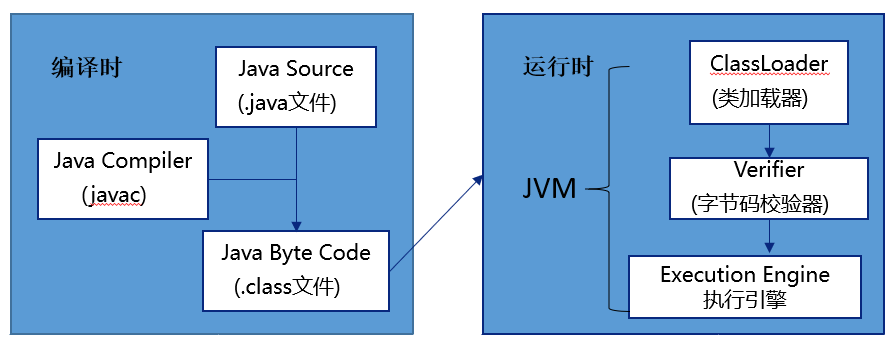 编译时
Java Source
(.java文件)
Java Compiler
(javac)
Java Byte Code
(.class文件)
运行时
JVM
ClassLoader
(类加载器)
Verifier
(字节码校验器)
Execution Engine
执行引擎